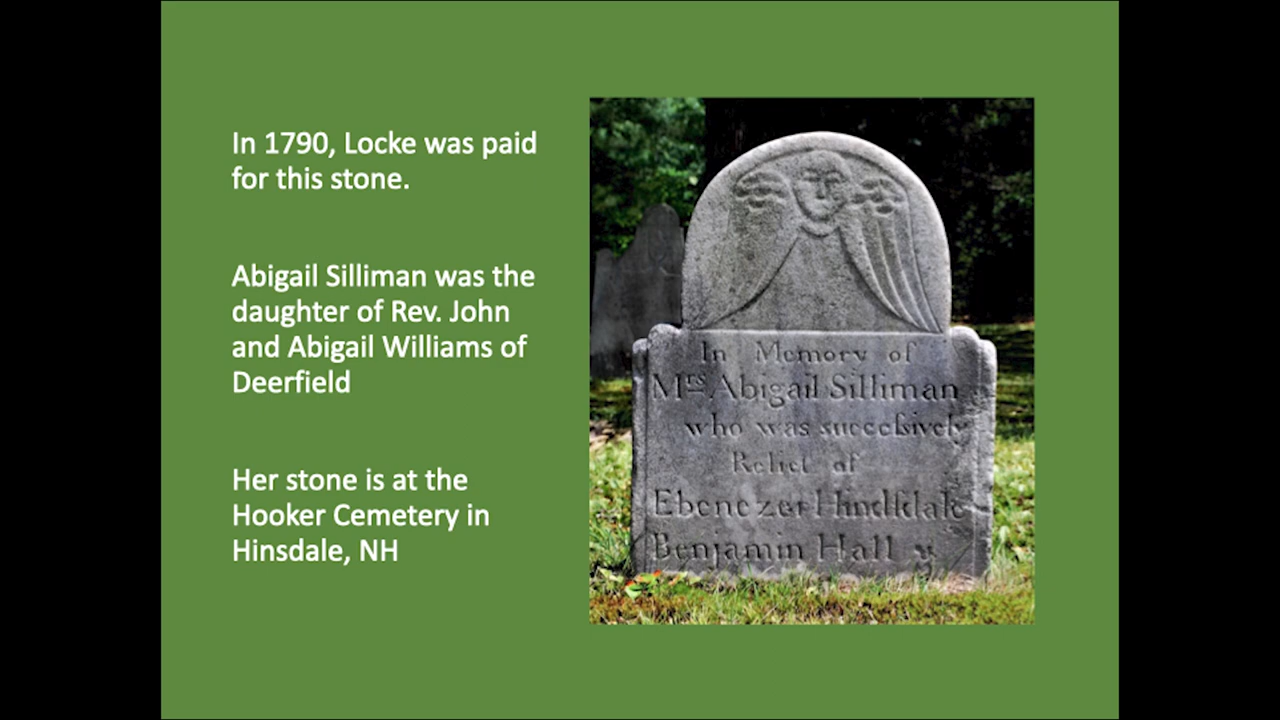 In 1790, Locke was paid
for this stone.
Abigail Silliman was the
daughter of Rev. John
and Abigail Williams of
Deerfield
Her stone is at the
Hooker Cemetery in
Hinsdale, NH
In Memory of
Mrs Abigail Silliman
who was succeſsively
Relict of
Ebenezer Hindſdale
Benjamin Hall